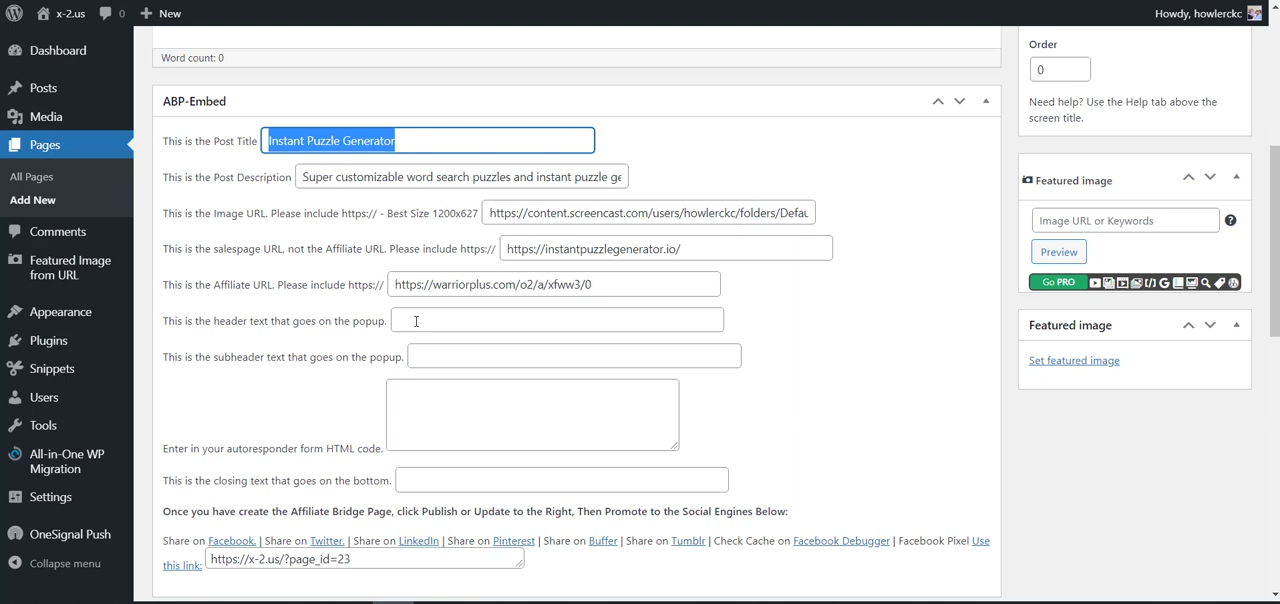 x-2.us
0
New
Howdy, howlerckc
Dashboard
Posts
Media
Pages
All Pages
Add New
Comments
Featured Image
from URL
Appearance
Plugins
Snippets
Users
Tools
All-in-One WP
Migration
Settings
OneSignal Push
Collapse menu
Word count: 0
ABP-Embed
This is the Post Title Instant Puzzle Generator
This is the Post Description Super customizable word search puzzles and instant puzzle ge
This is the Image URL. Please include https:// - Best Size 1200x627 https://content.screencast.com/users/howlerckc/folders/Defau
This is the salespage URL, not the Affiliate URL. Please include https:// https://instantpuzzlegenerator.io/
This is the Affiliate URL. Please include https:// https://warriorplus.com/o2/a/xfww3/0
This is the header text that goes on the popup.
This is the subheader text that goes on the popup.
Enter in your autoresponder form HTML code.
This is the closing text that goes on the bottom.
Once you have create the Affiliate Bridge Page, click Publish or Update to the Right, Then Promote to the Social Engines Below:
Share on Facebook. | Share on Twitter. | Share on LinkedIn | Share on Pinterest | Share on Buffer | Share on Tumblr | Check Cache on Facebook Debugger | Facebook Pixel Use
this link: https://x-2.us/?page_id=23
Order
0
Need help? Use the Help tab above the
screen title.
Featured image
Image URL or Keywords
Preview
Go PRO
Featured image
Set featured image